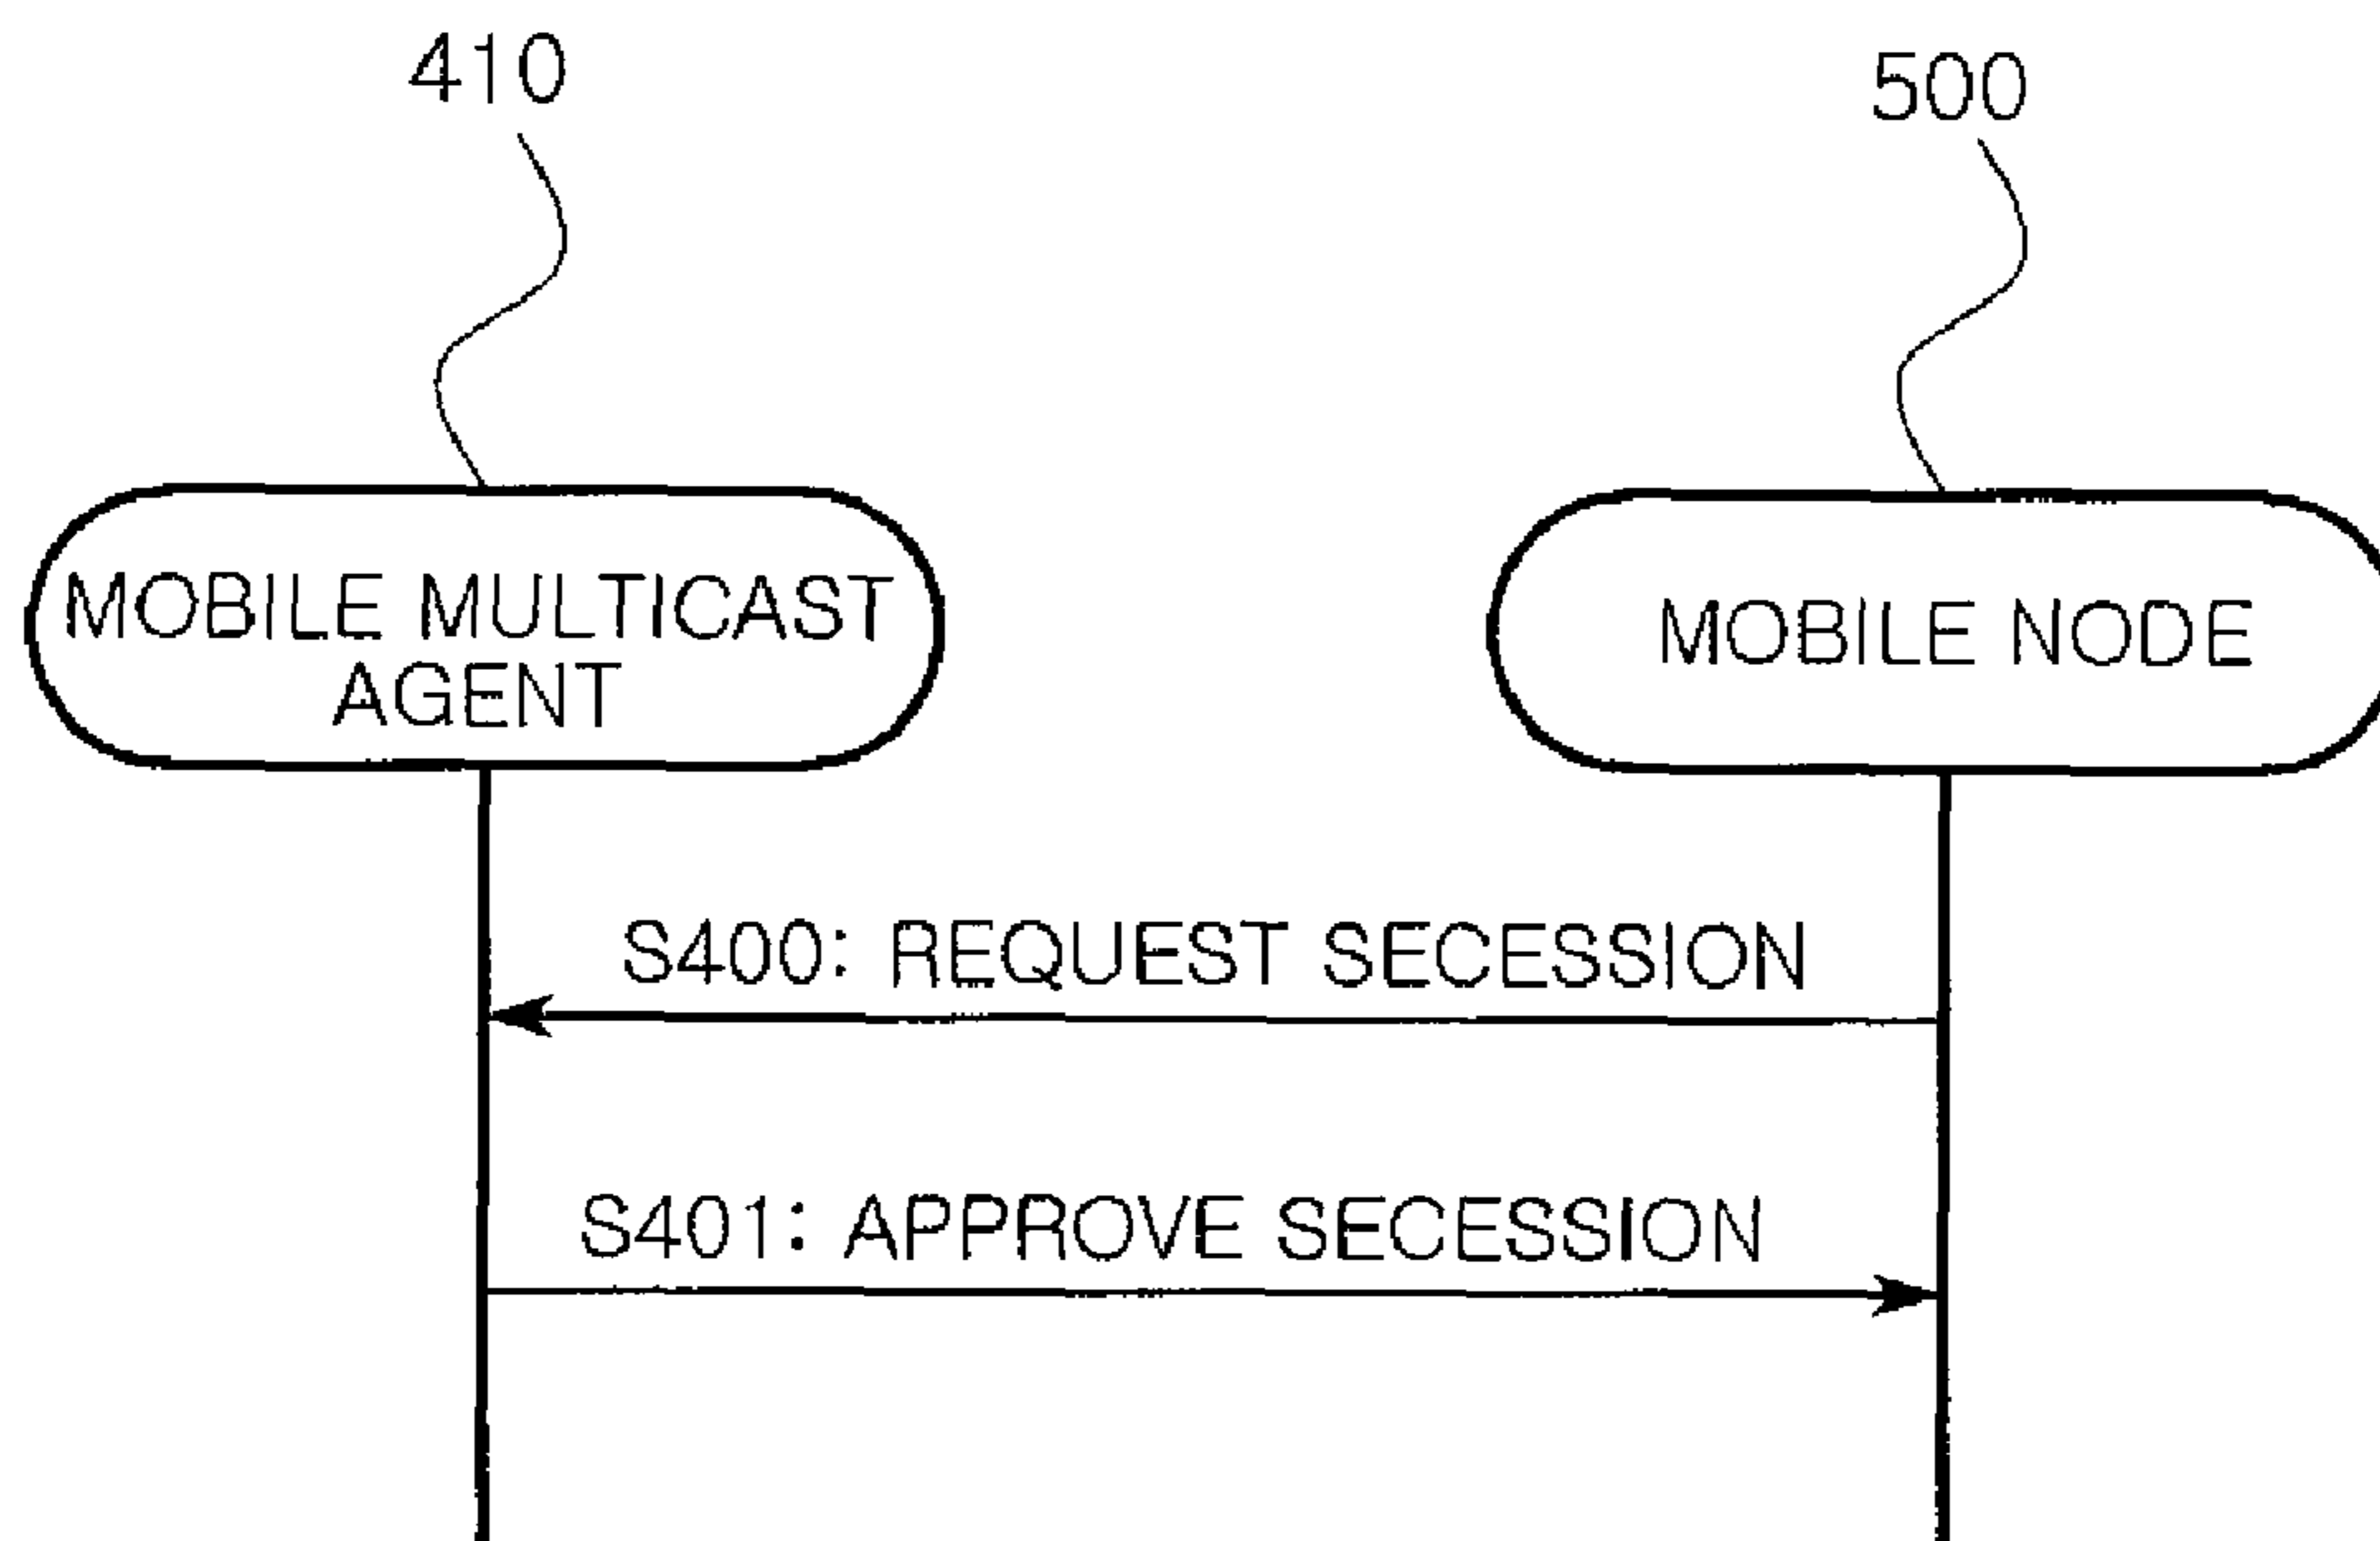 410
500
MOBILE MULTICAST
AGENT
MOBILE NODE
S400: REQUEST SECESSION
S401: APPROVE SECESSION